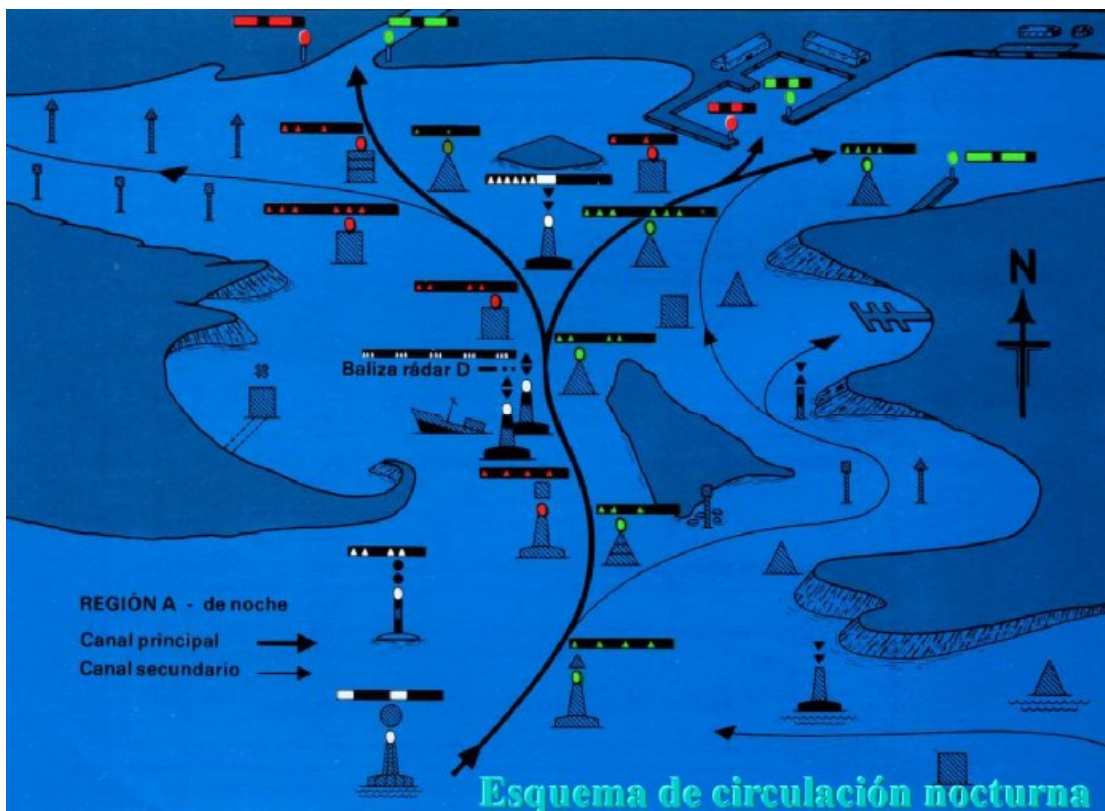 N
Baliza rádar D
REGIÓN A - de noche
Canal principal
Canal secundario
Esquema de circulación nocturna